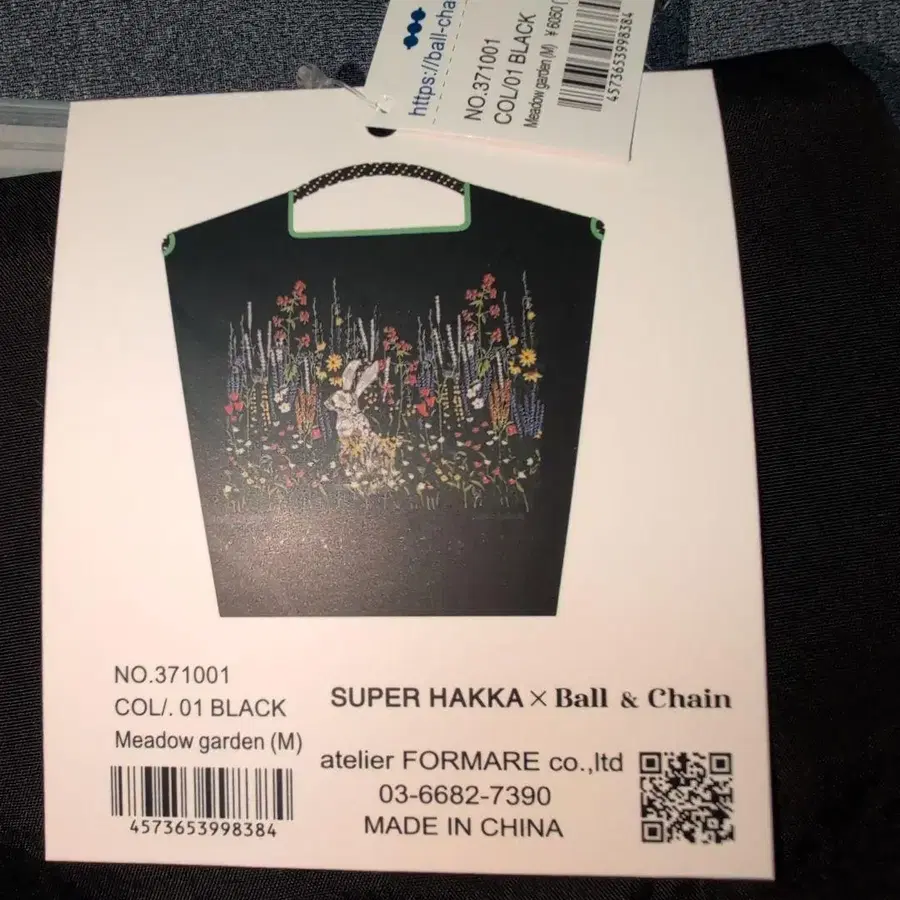 https://ball-cha
NO.371001
COL/01 BLACK
Meadow garden (M) ¥6050
4573653998384
NO.371001
COL/. 01 BLACK
Meadow garden (M)
4573653998384
SUPER HAKKA × Ball & Chain
atelier FORMARE co.,ltd
03-6682-7390
MADE IN CHINA